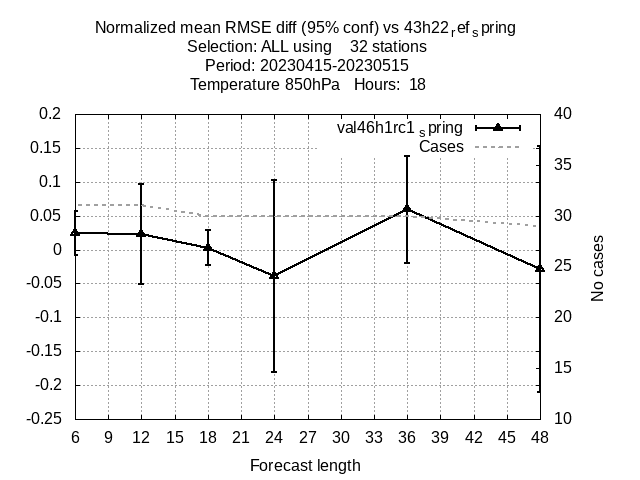 Normalized mean RMSE diff (95% conf) vs 43h22refspring
Selection: ALL using 32 stations
Period: 20230415-20230515
Temperature 850hPa Hours: 18
val46h1rc1spring
Cases
0.2
0.15
0.1
0.05
0
-0.05
-0.1
-0.15
-0.2
-0.25
40
35
30
25
20
15
10
No cases
6 9 12 15 18 21 24 27 30 33 36 39 42 45 48
Forecast length